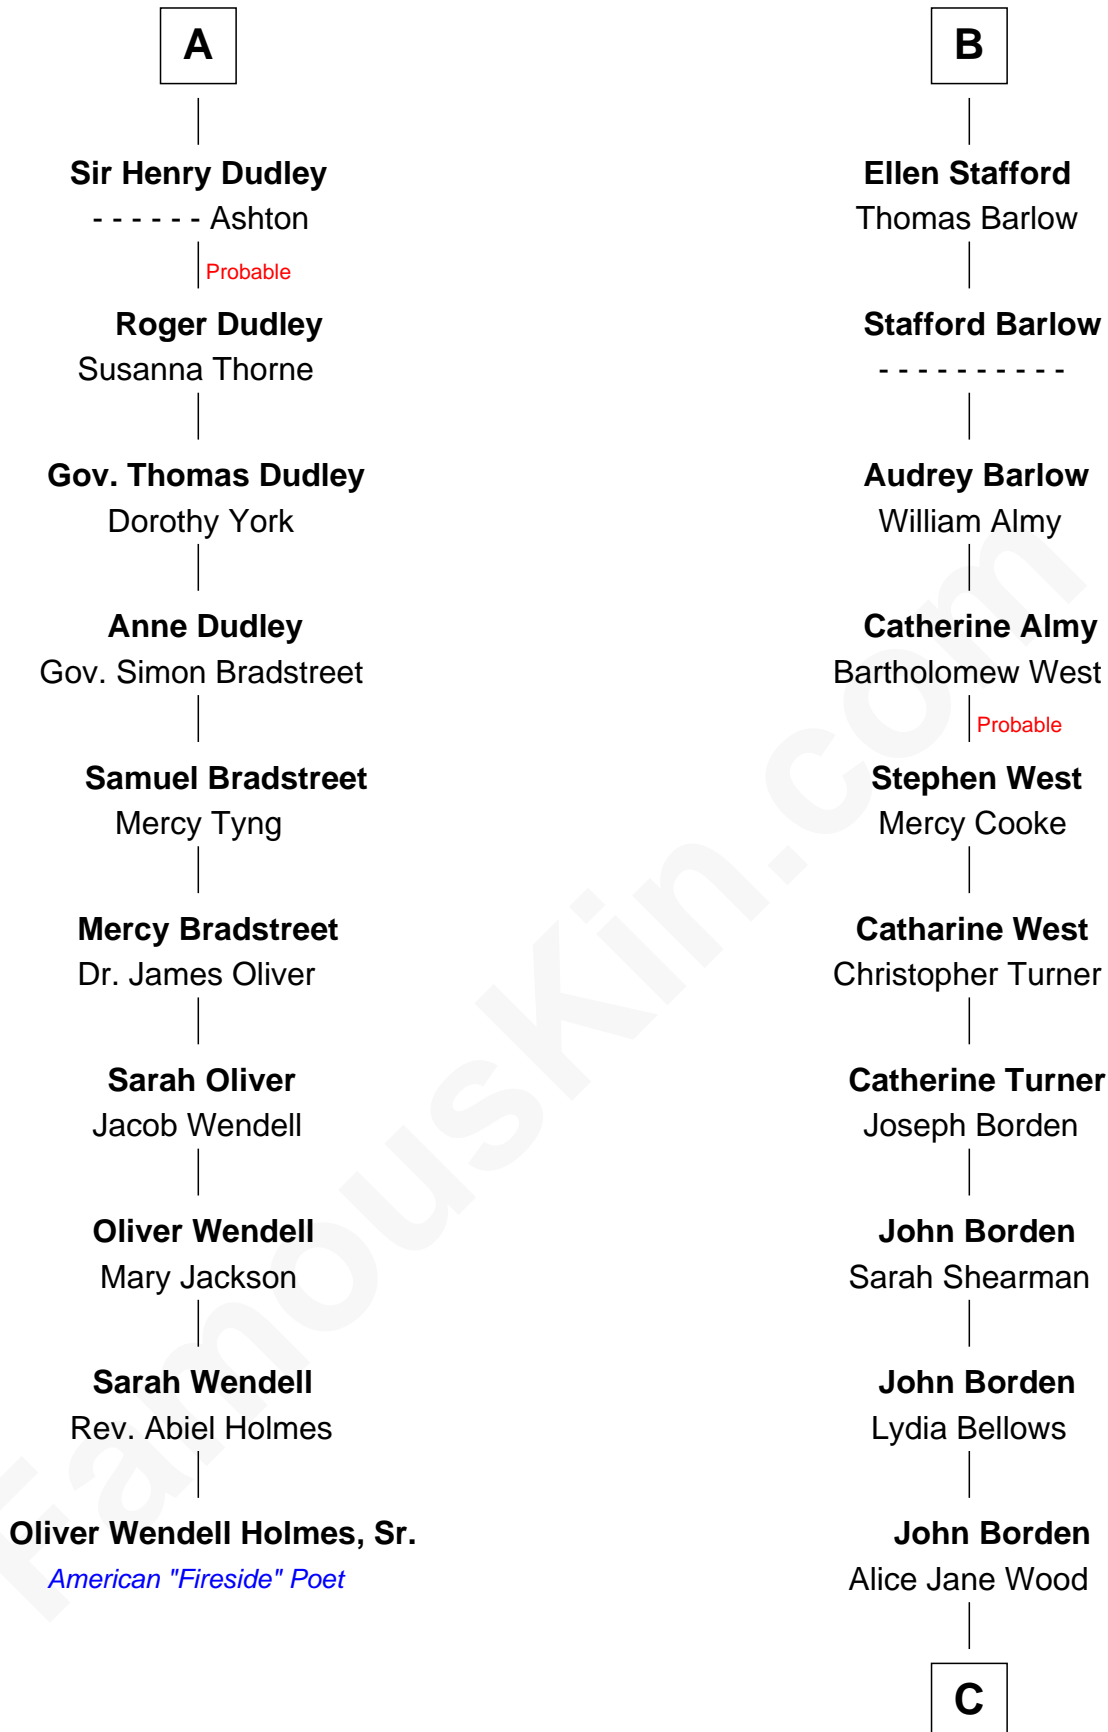 A
Sir Henry Dudley
- - - - - - Ashton
Probable
Roger Dudley
Susanna Thorne
Gov. Thomas Dudley
Dorothy York
Anne Dudley
Gov. Simon Bradstreet
Samuel Bradstreet
Mercy Tyng
Mercy Bradstreet
Dr. James Oliver
Sarah Oliver
Jacob Wendell
Oliver Wendell
Mary Jackson
Sarah Wendell
Rev. Abiel Holmes
Oliver Wendell Holmes, Sr.
American "Fireside" Poet
B
Ellen Stafford
Thomas Barlow
Stafford Barlow
- - - - - - - - - -
Audrey Barlow
William Almy
Catherine Almy
Bartholomew West
Probable
Stephen West
Mercy Cooke
Catharine West
Christopher Turner
Catherine Turner
Joseph Borden
John Borden
Sarah Shearman
John Borden
Lydia Bellows
John Borden
Alice Jane Wood
C
FamousKin.com